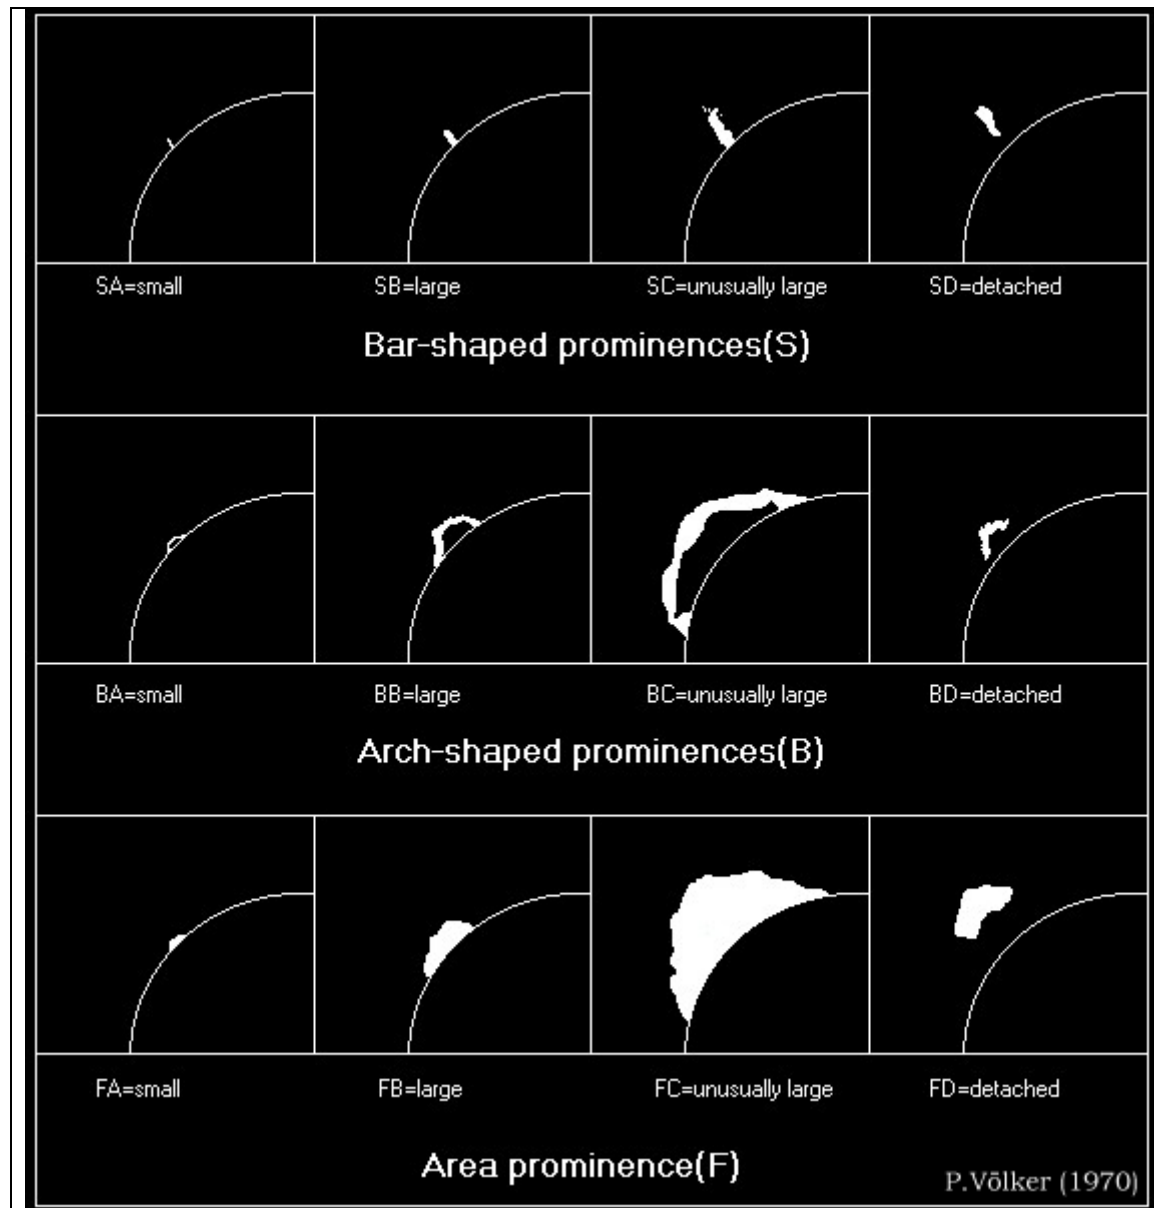 SA=small SB=large SC=unusually large SD=detached
Bar-shaped prominences(S)
BA=small BB=large BC=unusually large BD=detached
Arch-shaped prominences(B)
FA=small FB=large FC=unusually large FD=detached
Area prominence(F)
P.Völker (1970)